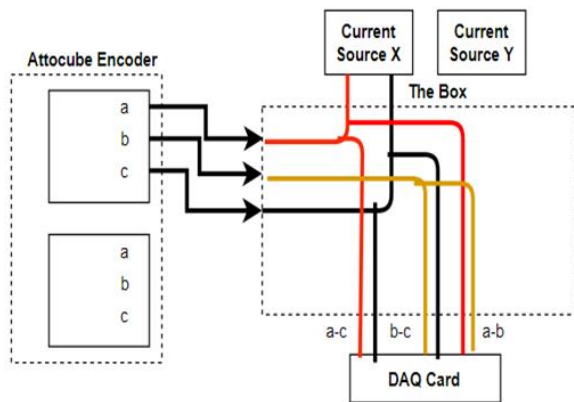 Current
Source X
Current
Source Y
Attocube Encoder
The Box
a
b
c
a
b
c
a-c
b-c
a-b
DAQ Card